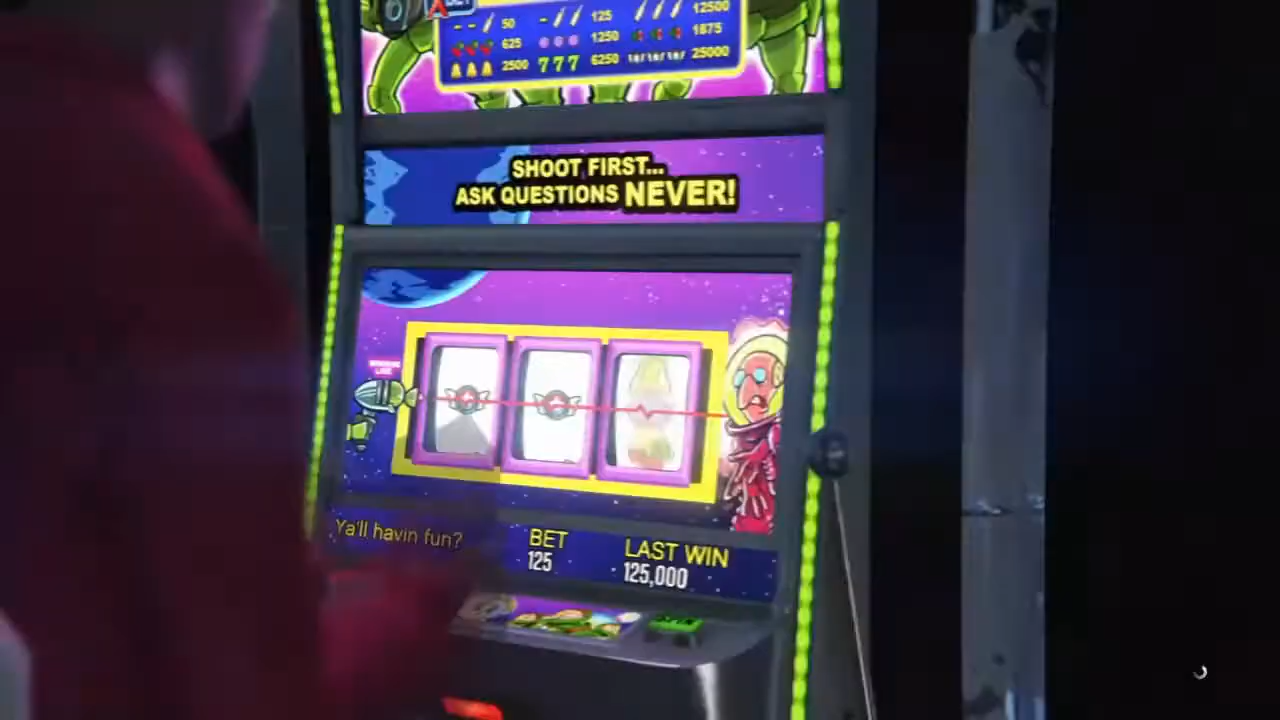 50 125 12500
625 1250 1875
2500 777 6250 25000
SHOOT FIRST...
ASK QUESTIONS NEVER!
Ya'll havin fun?
BET
125
LAST WIN
125,000
SPIN